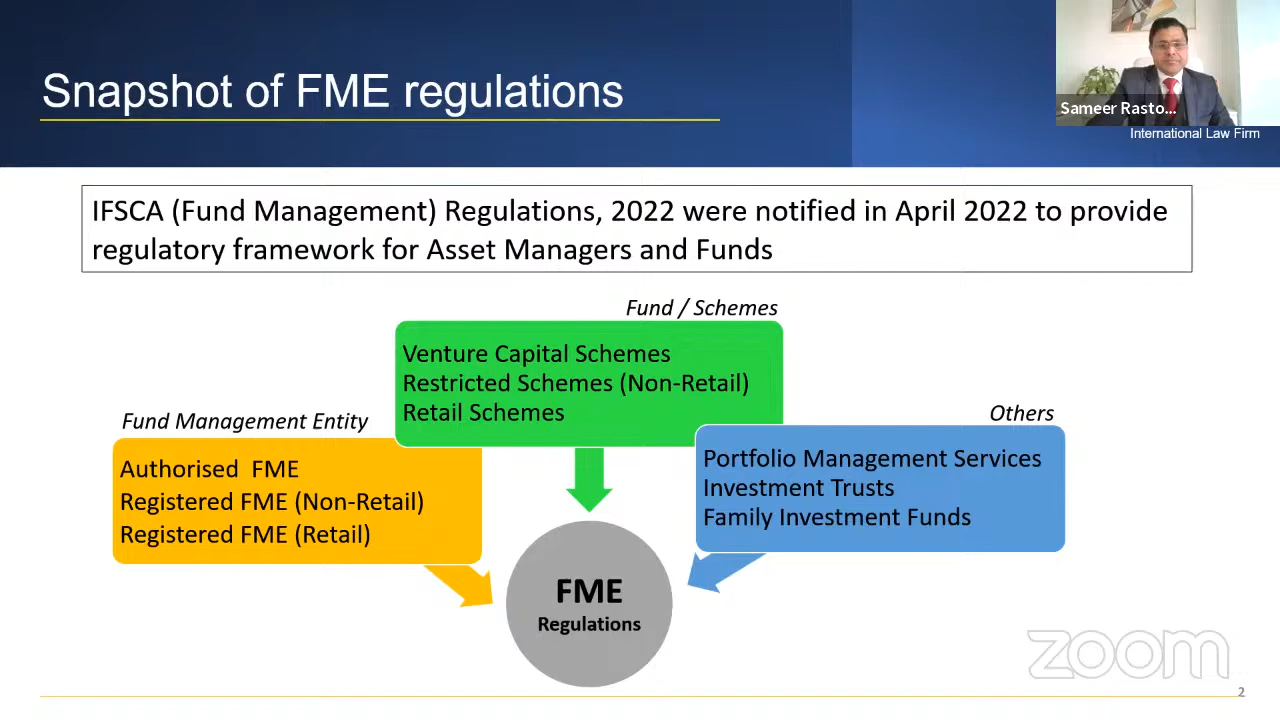 Snapshot of FME regulations
Sameer Rasto...
International Law Firm
IFSCA (Fund Management) Regulations, 2022 were notified in April 2022 to provide
regulatory framework for Asset Managers and Funds
Fund / Schemes
Venture Capital Schemes
Restricted Schemes (Non-Retail)
Retail Schemes
Fund Management Entity
Authorised FME
Registered FME (Non-Retail)
Registered FME (Retail)
Others
Portfolio Management Services
Investment Trusts
Family Investment Funds
FME
Regulations
zoom
2